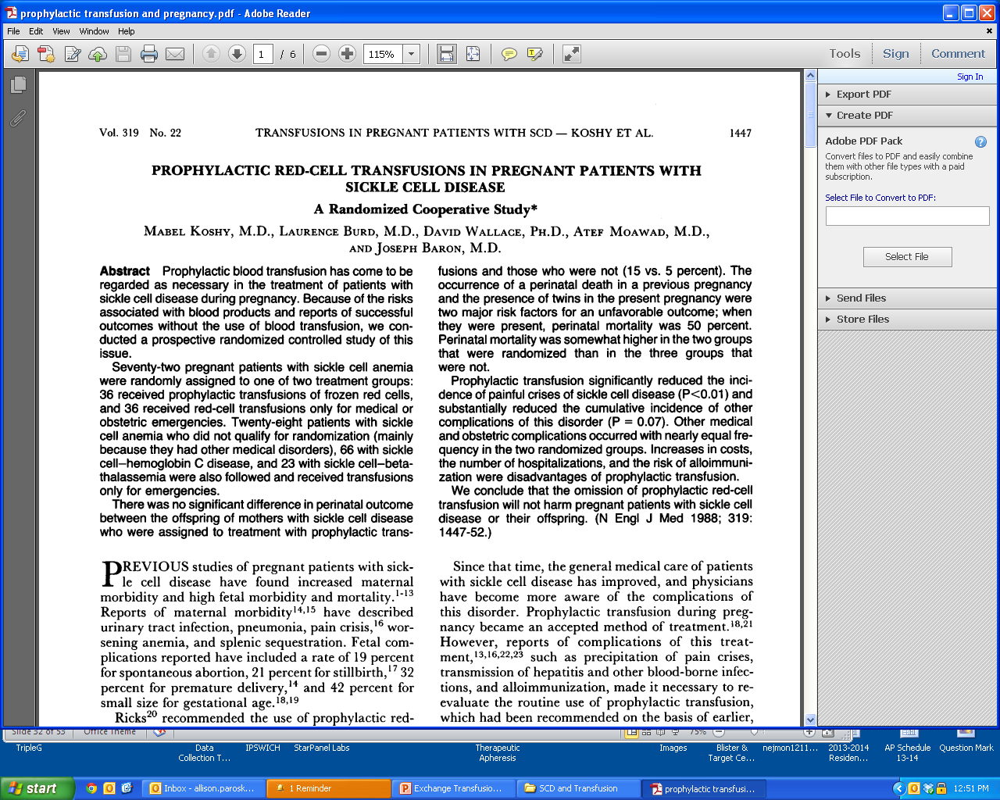 prophylactic transfusion and pregnancy.pdf - Adobe Reader
File Edit View Window Help
1 / 6 115% Tools Sign Comment
Sign In
Export PDF
Create PDF
Adobe PDF Pack
Convert files to PDF and easily combine
them with other file types with a paid
subscription.
Select File to Convert to PDF:
Select File
Send Files
Store Files
Vol. 319 No. 22 TRANSFUSIONS IN PREGNANT PATIENTS WITH SCD — KOSHY ET AL. 1447
PROPHYLACTIC RED-CELL TRANSFUSIONS IN PREGNANT PATIENTS WITH
SICKLE CELL DISEASE
A Randomized Cooperative Study*
Mabel Koshy, M.D., Laurence Burd, M.D., David Wallace, Ph.D., Atef Moawad, M.D.,
and Joseph Baron, M.D.
Abstract Prophylactic blood transfusion has come to be
regarded as necessary in the treatment of patients with
sickle cell disease during pregnancy. Because of the risks
associated with blood products and reports of successful
outcomes without the use of blood transfusion, we con-
ducted a prospective randomized controlled study of this
issue.
Seventy-two pregnant patients with sickle cell anemia
were randomly assigned to one of two treatment groups:
36 received prophylactic transfusions of frozen red cells,
and 36 received red-cell transfusions only for medical or
obstetric emergencies. Twenty-eight patients with sickle
cell anemia who did not qualify for randomization (mainly
because they had other medical disorders), 66 with sickle
cell–hemoglobin C disease, and 23 with sickle cell–beta-
thalassemia were also followed and received transfusions
only for emergencies.
There was no significant difference in perinatal outcome
between the offspring of mothers with sickle cell disease
who were assigned to treatment with prophylactic trans-
fusions and those who were not (15 vs. 5 percent). The
occurrence of a perinatal death in a previous pregnancy
and the presence of twins in the present pregnancy were
two major risk factors for an unfavorable outcome; when
they were present, perinatal mortality was 50 percent.
Perinatal mortality was somewhat higher in the two groups
that were randomized than in the three groups that
were not.
Prophylactic transfusion significantly reduced the inci-
dence of painful crises of sickle cell disease (P<0.01) and
substantially reduced the cumulative incidence of other
complications of this disorder (P = 0.07). Other medical
and obstetric complications occurred with nearly equal fre-
quency in the two randomized groups. Increases in costs,
the number of hospitalizations, and the risk of alloimmuni-
zation were disadvantages of prophylactic transfusion.
We conclude that the omission of prophylactic red-cell
transfusion will not harm pregnant patients with sickle cell
disease or their offspring. (N Engl J Med 1988; 319:
1447-52.)
PREVIOUS studies of pregnant patients with sick-
le cell disease have found increased maternal
morbidity and high fetal morbidity and mortality.1-13
Reports of maternal morbidity14,15 have described
urinary tract infection, pneumonia, pain crisis,16 wor-
sening anemia, and splenic sequestration. Fetal com-
plications reported have included a rate of 19 percent
for spontaneous abortion, 21 percent for stillbirth,17 32
percent for premature delivery,14 and 42 percent for
small size for gestational age.18,19
Ricks20 recommended the use of prophylactic red-
Since that time, the general medical care of patients
with sickle cell disease has improved, and physicians
have become more aware of the complications of
this disorder. Prophylactic transfusion during preg-
nancy became an accepted method of treatment.18,21
However, reports of complications of this treat-
ment,13,16,22,23 such as precipitation of pain crises,
transmission of hepatitis and other blood-borne infec-
tions, and alloimmunization, made it necessary to re-
evaluate the routine use of prophylactic transfusion,
which had been recommended on the basis of earlier,
Slide 32 of 53 Office Theme 75%
TripleG
Data
Collection T...
IPSWICH
StarPanel Labs
Therapeutic
Apheresis
Images
Blister &
Target Ce...
nejmon1211...
2013-2014
Residen...
AP Schedule
13-14
Question Mark
start Inbox - allison.parosk... 1 Reminder Exchange Transfusio... SCD and Transfusion prophylactic transfusi... 12:51 PM